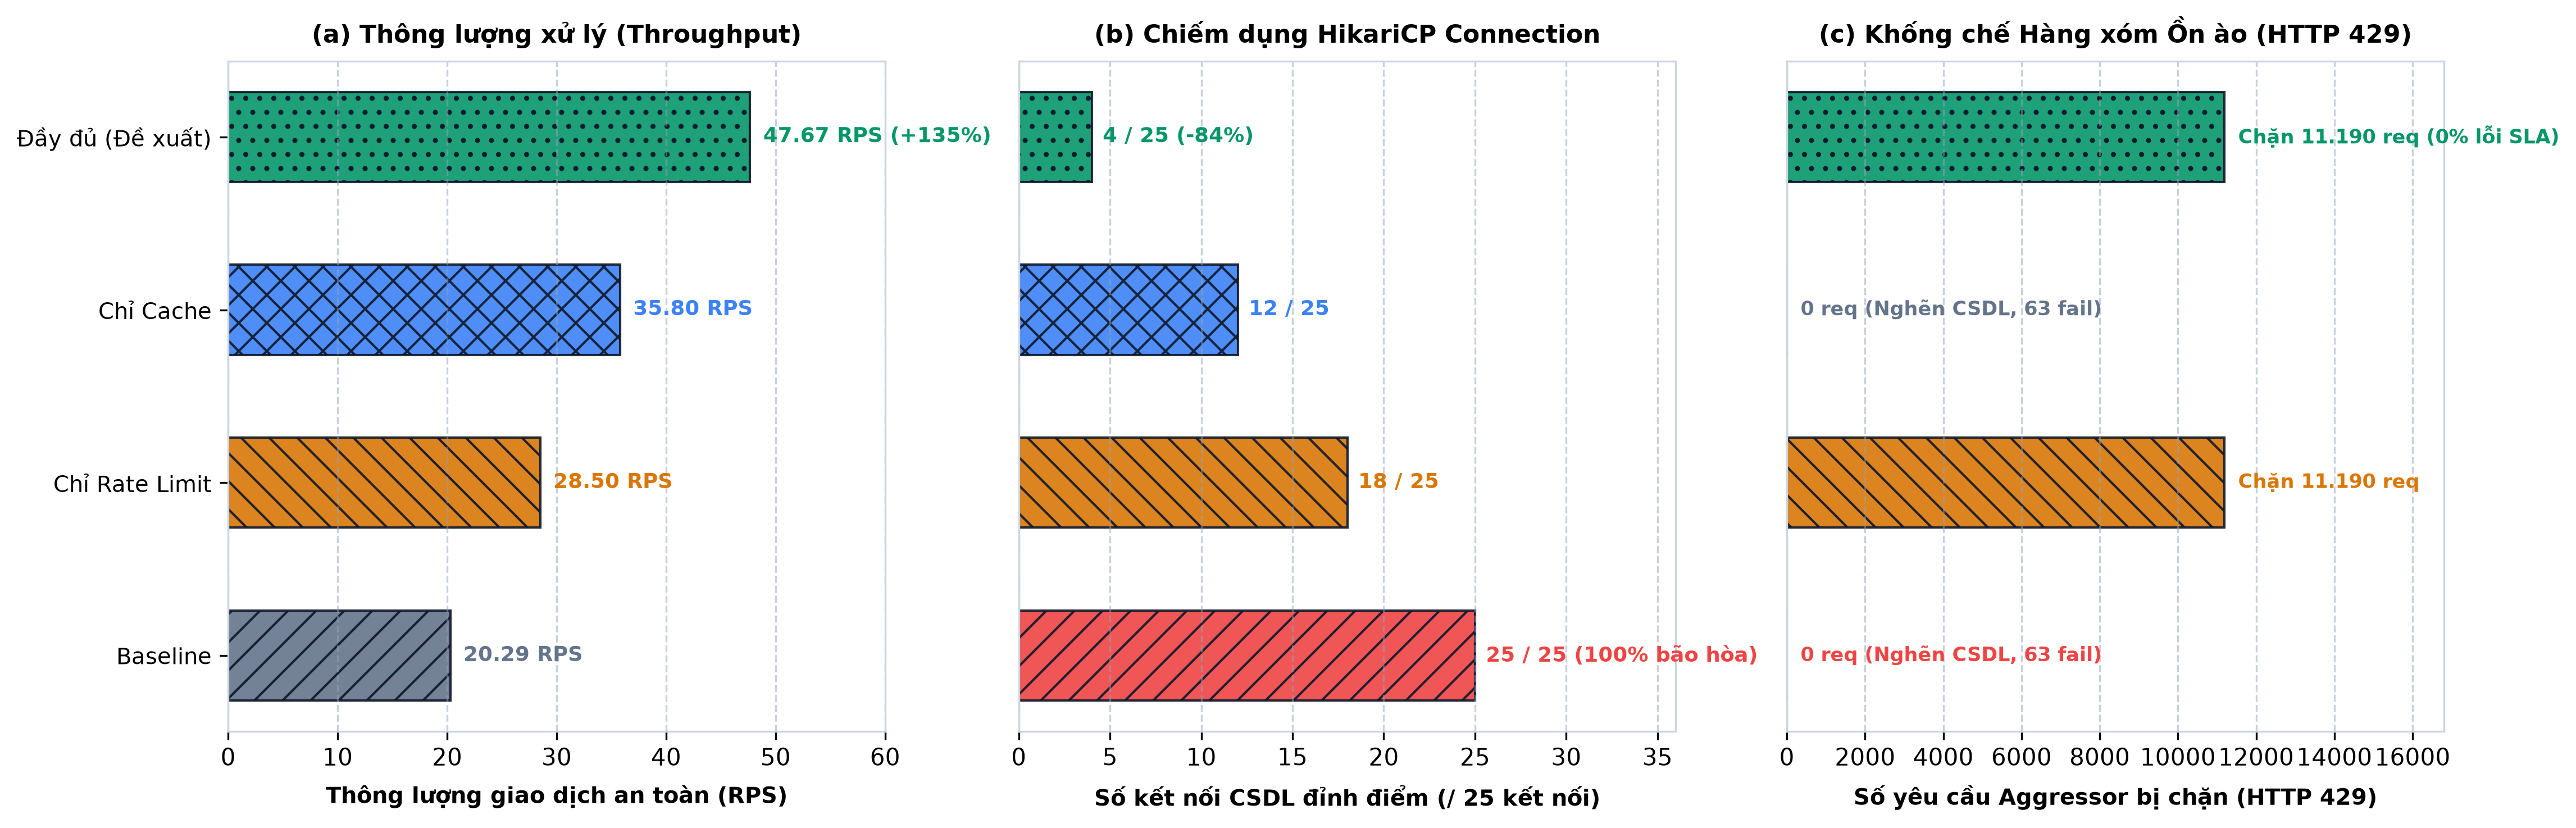 (a) Thông lượng xử lý (Throughput)
(b) Chiếm dụng HikariCP Connection
(c) Khống chế Hàng xóm Ồn ào (HTTP 429)
Đầy đủ (Đề xuất)
47.67 RPS (+135%)
4 / 25 (-84%)
Chặn 11.190 req (0% lỗi SLA)
Chỉ Cache
35.80 RPS
12 / 25
0 req (Nghẽn CSDL, 63 fail)
Chỉ Rate Limit
28.50 RPS
18 / 25
Chặn 11.190 req
Baseline
20.29 RPS
25 / 25 (100% bão hòa)
0 req (Nghẽn CSDL, 63 fail)
0 10 20 30 40 50 60
0 5 10 15 20 25 30 35
0 2000 4000 6000 8000 10000 12000 14000 16000
Thông lượng giao dịch an toàn (RPS)
Số kết nối CSDL đỉnh điểm (/ 25 kết nối)
Số yêu cầu Aggressor bị chặn (HTTP 429)